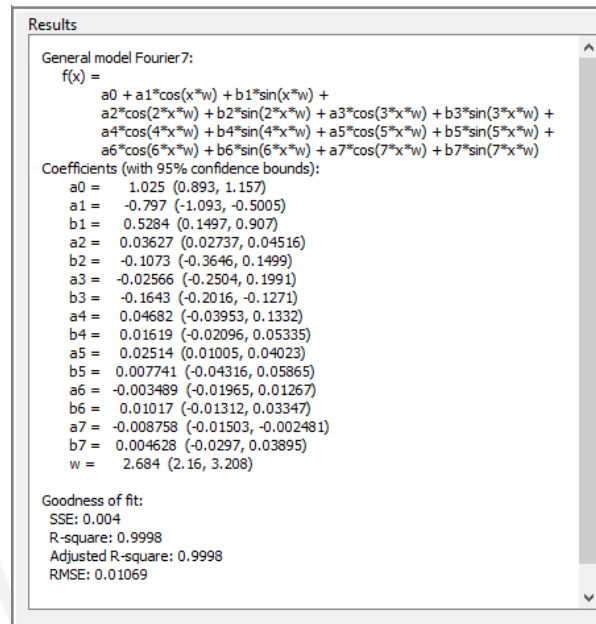 Results
General model Fourier7:
f(x) =
a0 + a1*cos(x*w) + b1*sin(x*w) +
a2*cos(2*x*w) + b2*sin(2*x*w) + a3*cos(3*x*w) + b3*sin(3*x*w) +
a4*cos(4*x*w) + b4*sin(4*x*w) + a5*cos(5*x*w) + b5*sin(5*x*w) +
a6*cos(6*x*w) + b6*sin(6*x*w) + a7*cos(7*x*w) + b7*sin(7*x*w)
Coefficients (with 95% confidence bounds):
a0 = 1.025 (0.893, 1.157)
a1 = -0.797 (-1.093, -0.5005)
b1 = 0.5284 (0.1497, 0.907)
a2 = 0.03627 (0.02737, 0.04516)
b2 = -0.1073 (-0.3646, 0.1499)
a3 = -0.02566 (-0.2504, 0.1991)
b3 = -0.1643 (-0.2016, -0.1271)
a4 = 0.04682 (-0.03953, 0.1332)
b4 = 0.01619 (-0.02096, 0.05335)
a5 = 0.02514 (0.01005, 0.04023)
b5 = 0.007741 (-0.04316, 0.05865)
a6 = -0.003489 (-0.01965, 0.01267)
b6 = 0.01017 (-0.01312, 0.03347)
a7 = -0.008758 (-0.01503, -0.002481)
b7 = 0.004628 (-0.0297, 0.03895)
w = 2.684 (2.16, 3.208)
Goodness of fit:
SSE: 0.004
R-square: 0.9998
Adjusted R-square: 0.9998
RMSE: 0.01069